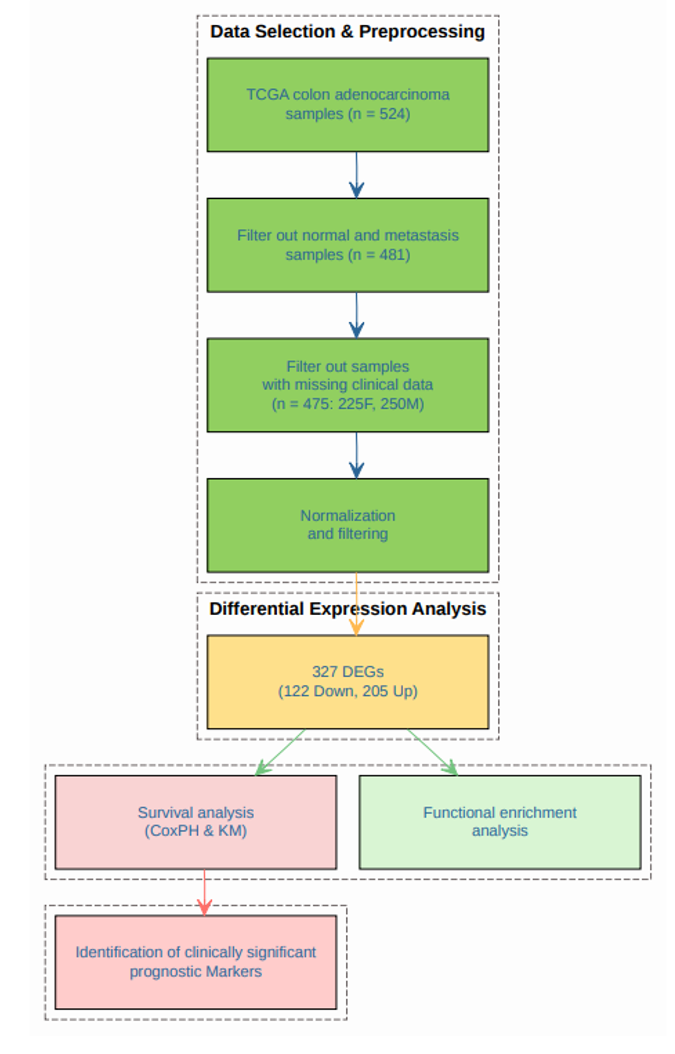 Data Selection & Preprocessing
TCGA colon adenocarcinoma
samples (n = 524)
Filter out normal and metastasis
samples (n = 481)
Filter out samples
with missing clinical data
(n = 475: 225F, 250M)
Normalization
and filtering
Differential Expression Analysis
327 DEGs
(122 Down, 205 Up)
Survival analysis
(CoxPH & KM)
Functional enrichment
analysis
Identification of clinically significant
prognostic Markers